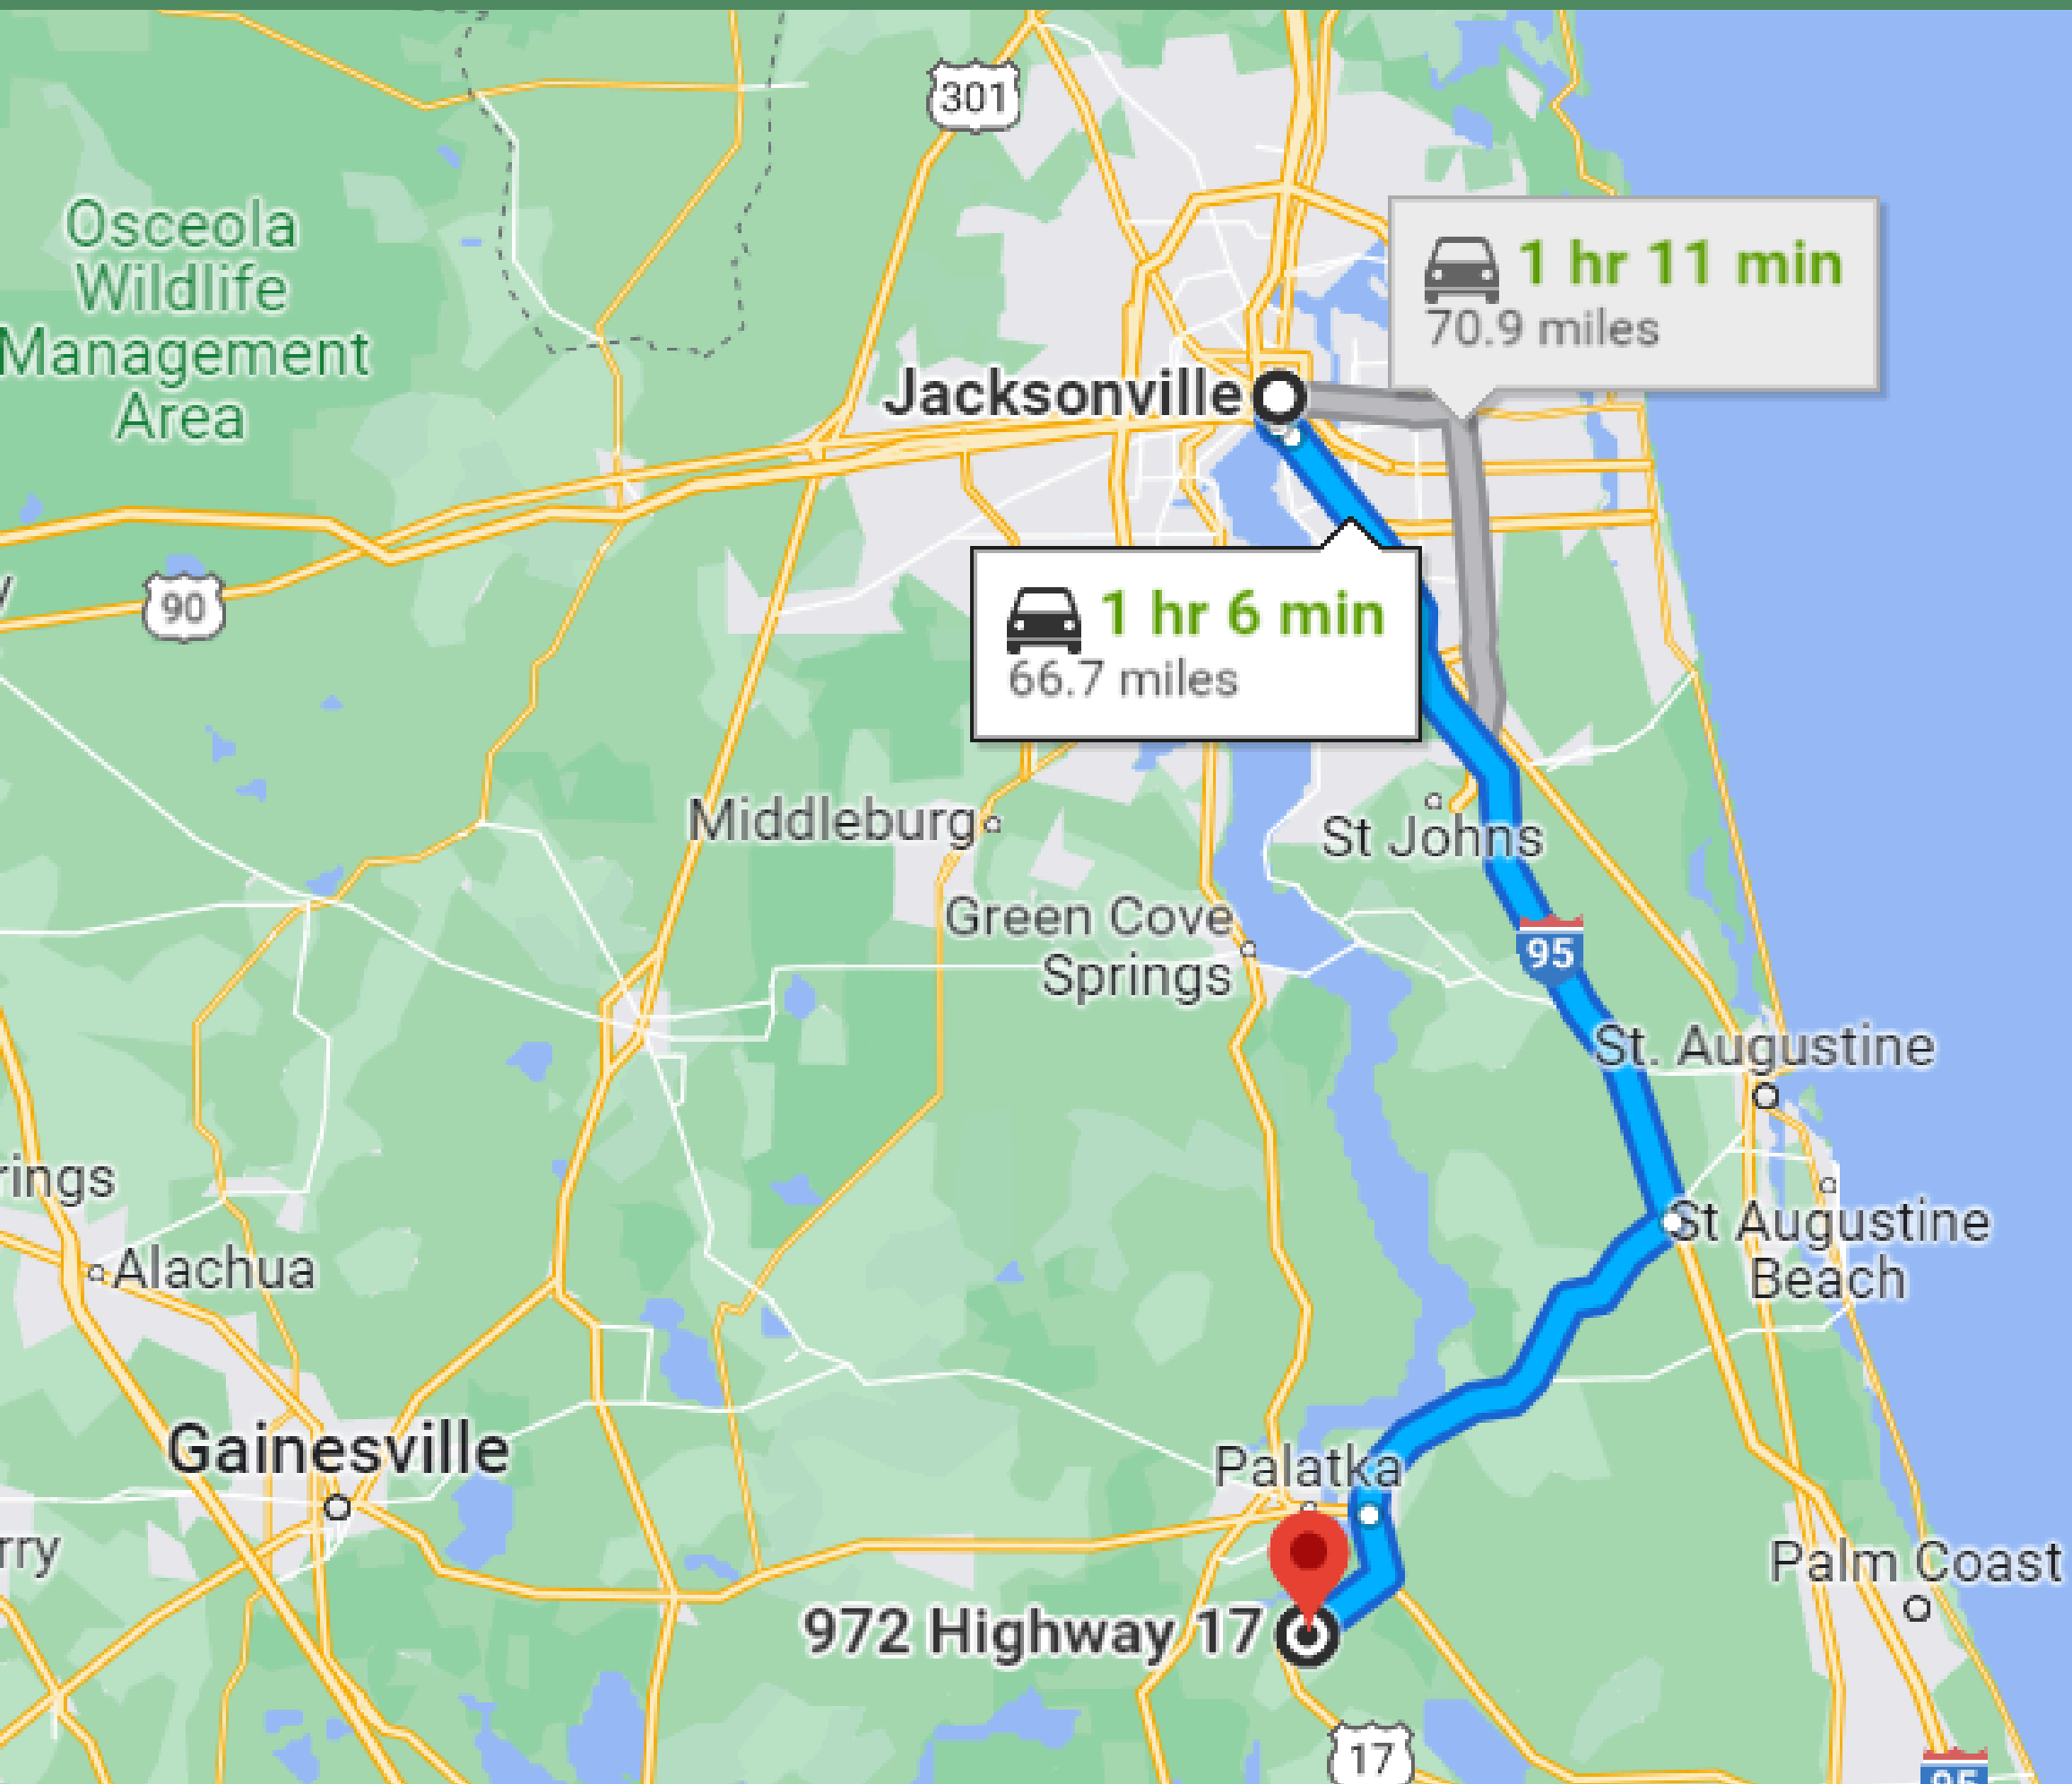 301
Osceola
Wildlife
Management
Area
1 hr 11 min
70.9 miles
Jacksonville
90
1 hr 6 min
66.7 miles
Middleburg
St Johns
Green Cove
Springs
95
St. Augustine
rings
St Augustine
Beach
Alachua
Gainesville
Palatka
rry
Palm Coast
972 Highway 17
17
95